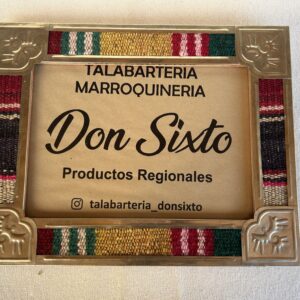 TALABARTERIA
MARROQUINERIA
Don Sixto
Productos Regionales
talabarteria_donsixto